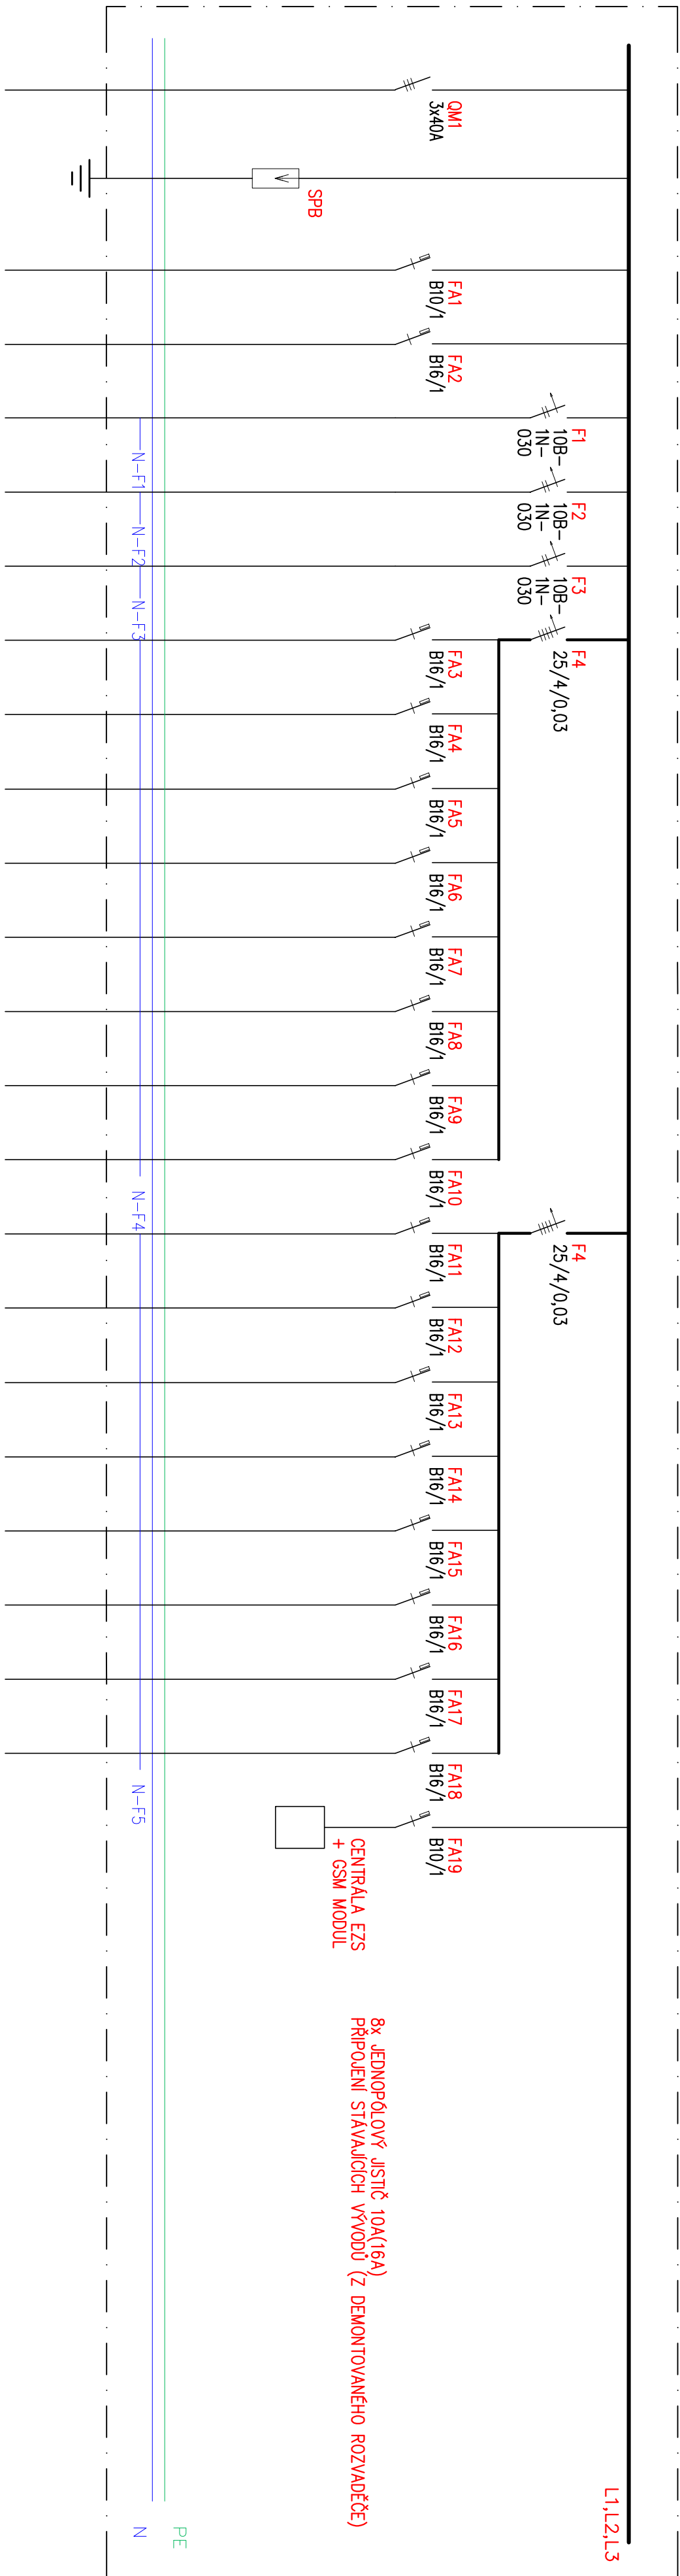 L1,L2,L3
QM1
3x40A
SPB
FA1
B10/1
FA2
B16/1
F1
10B-
1N-
030
F2
10B-
1N-
030
F3
10B-
1N-
030
F4
25/4/0,03
FA3
B16/1
FA4
B16/1
FA5
B16/1
FA6
B16/1
FA7
B16/1
FA8
B16/1
FA9
B16/1
FA10
B16/1
F4
25/4/0,03
FA11
B16/1
FA12
B16/1
FA13
B16/1
FA14
B16/1
FA15
B16/1
FA16
B16/1
FA17
B16/1
FA18
B16/1
FA19
B10/1
CENTRÁLA EZS
+ GSM MODUL
8x JEDNOPÓLOVÝ JISTIČ 10A(16A)
PŘIPOJENÍ STÁVAJÍCÍCH VÝVODŮ (Z DEMONTOVANÉHO ROZVADĚČE)
N-F1
N-F2
N-F3
N-F4
N-F5
PE
N